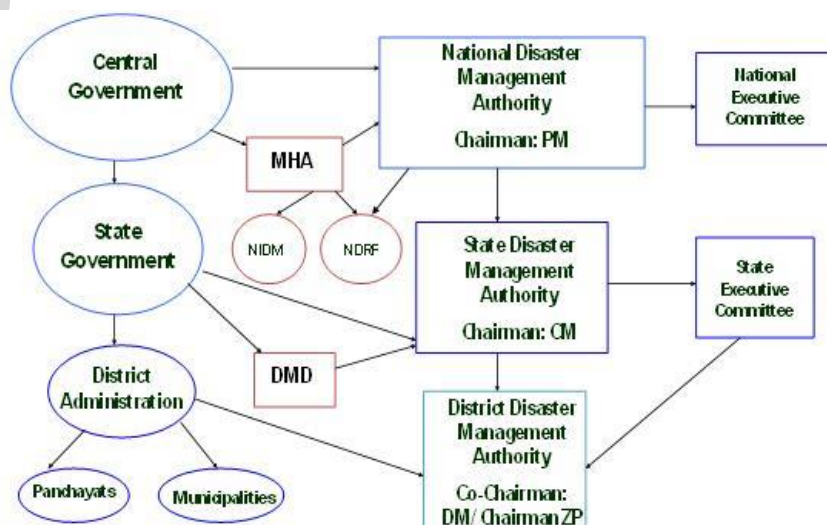 Central
Government
National Disaster
Management
Authority
Chairman: PM
National
Executive
Committee
MHA
NIDM
NDRF
State
Government
State Disaster
Management
Authority
Chairman: CM
State
Executive
Committee
DMD
District
Administration
District Disaster
Management
Authority
Co-Chairman:
DM/ Chairman ZP
Panchayats
Municipalities